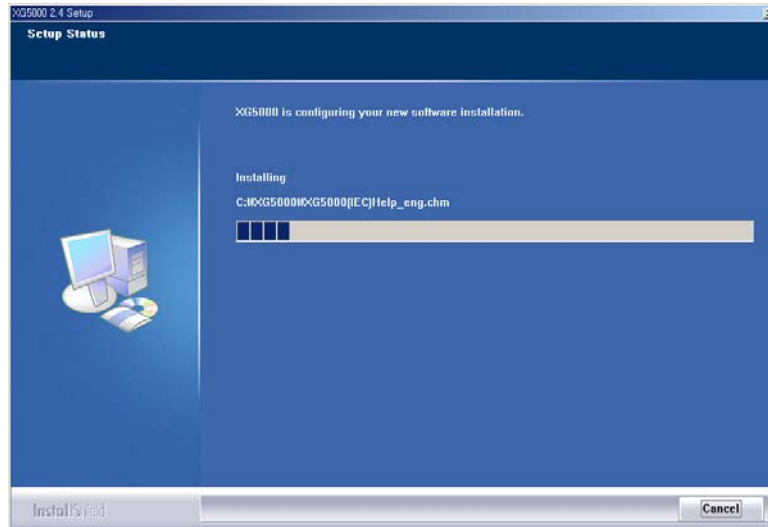 XG5000 2,4 Setup
Setup Status
XG5000 is configuring your new software installation.
Installing
C:₩XG5000₩XG5000(IEC)Help_eng.chm
InstallShield
Cancel